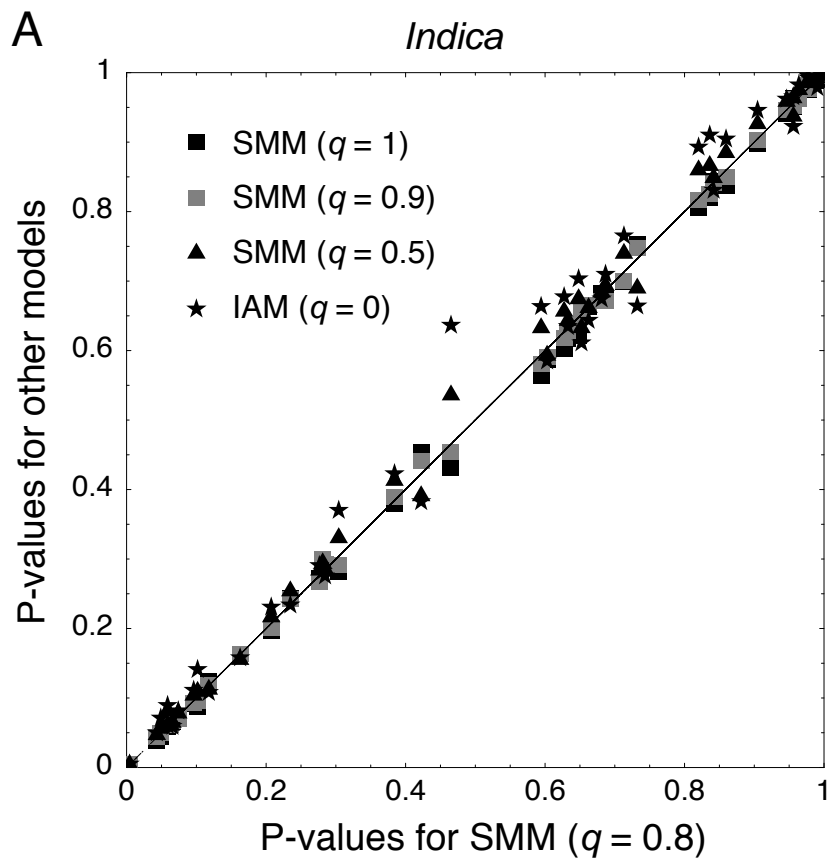 A
Indica
1
SMM (q = 1)
SMM (q = 0.9)
SMM (q = 0.5)
IAM (q = 0)
0.8
0.6
0.4
0.2
0
P-values for other models
0 0.2 0.4 0.6 0.8 1
P-values for SMM (q = 0.8)